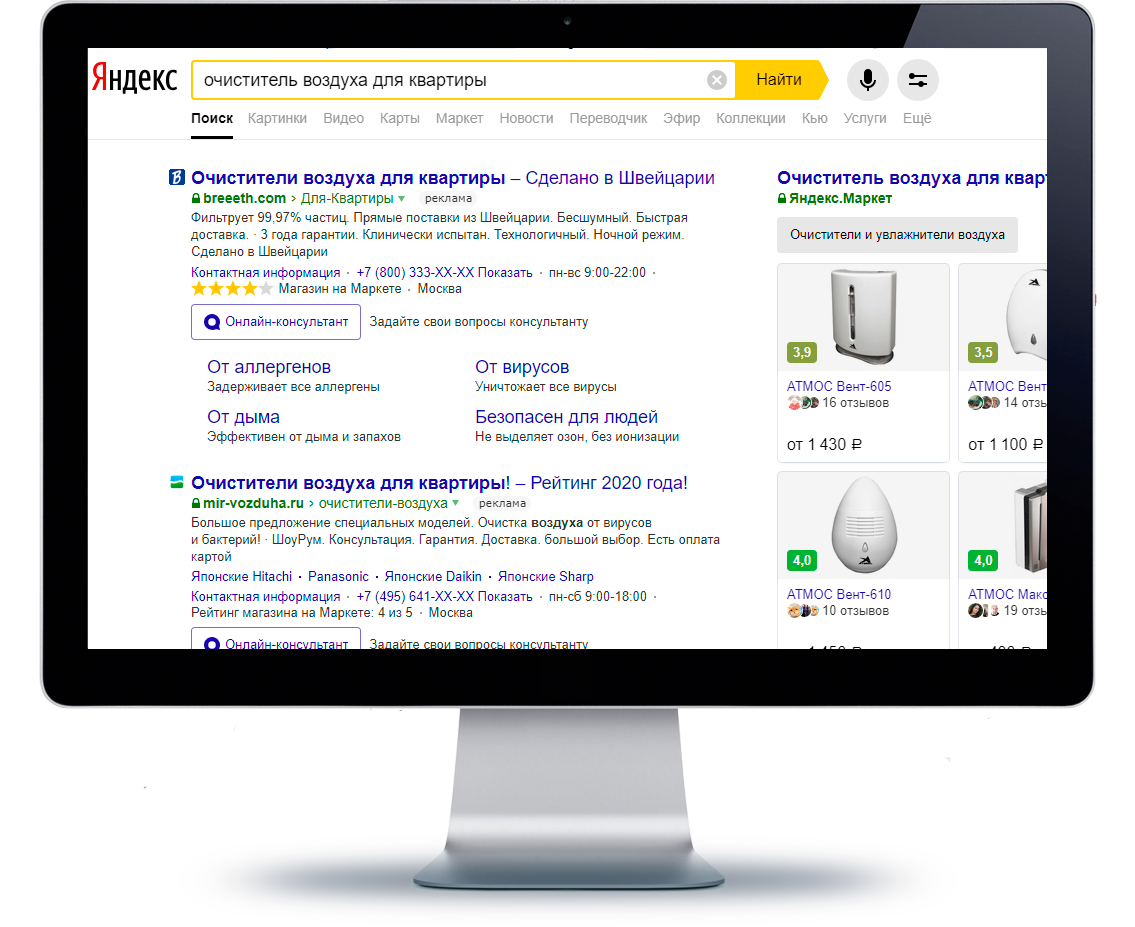 Яндекс
очиститель воздуха для квартиры
Найти
Поиск Картинки Видео Карты Маркет Новости Переводчик Эфир Коллекции Кью Услуги Ещё
Очистители воздуха для квартиры – Сделано в Швейцарии
breeeth.com › Для-Квартиры реклама
Фильтрует 99,97% частиц. Прямые поставки из Швейцарии. Бесшумный. Быстрая
доставка. · 3 года гарантии. Клинически испытан. Технологичный. Ночной режим.
Сделано в Швейцарии
Контактная информация · +7 (800) 333-XX-XX Показать · пн-вс 9:00-22:00 ·
Магазин на Маркете · Москва
Онлайн-консультант Задайте свои вопросы консультанту
От аллергенов
Задерживает все аллергены
От вирусов
Уничтожает все вирусы
От дыма
Эффективен от дыма и запахов
Безопасен для людей
Не выделяет озон, без ионизации
Очистители воздуха для квартиры! – Рейтинг 2020 года!
mir-vozduha.ru › очистители-воздуха реклама
Большое предложение специальных моделей. Очистка воздуха от вирусов
и бактерий! · ШоуРум. Консультация. Гарантия. Доставка. большой выбор. Есть оплата
картой
Японские Hitachi · Panasonic · Японские Daikin · Японские Sharp
Контактная информация · +7 (495) 641-XX-XX Показать · пн-сб 9:00-18:00 ·
Рейтинг магазина на Маркете: 4 из 5 · Москва
Онлайн-консультант Задайте свои вопросы консультанту
Очиститель воздуха для кварт
Яндекс.Маркет
Очистители и увлажнители воздуха
3,9
АТМОС Вент-605
16 отзывов
от 1 430 ₽
3,5
АТМОС Вент
14 отзы
от 1 100 ₽
4,0
АТМОС Вент-610
10 отзывов
4,0
АТМОС Макс
19 отзы